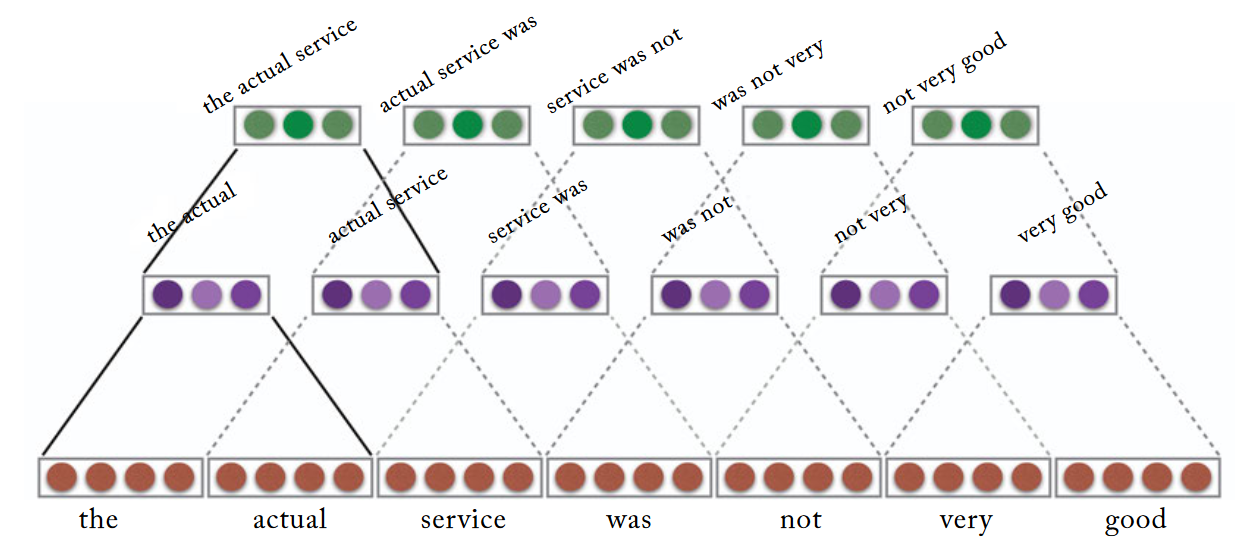 the actual service
actual service was
service was not
was not very
not very good
the actual
actual service
service was
was not
not very
very good
the
actual
service
was
not
very
good